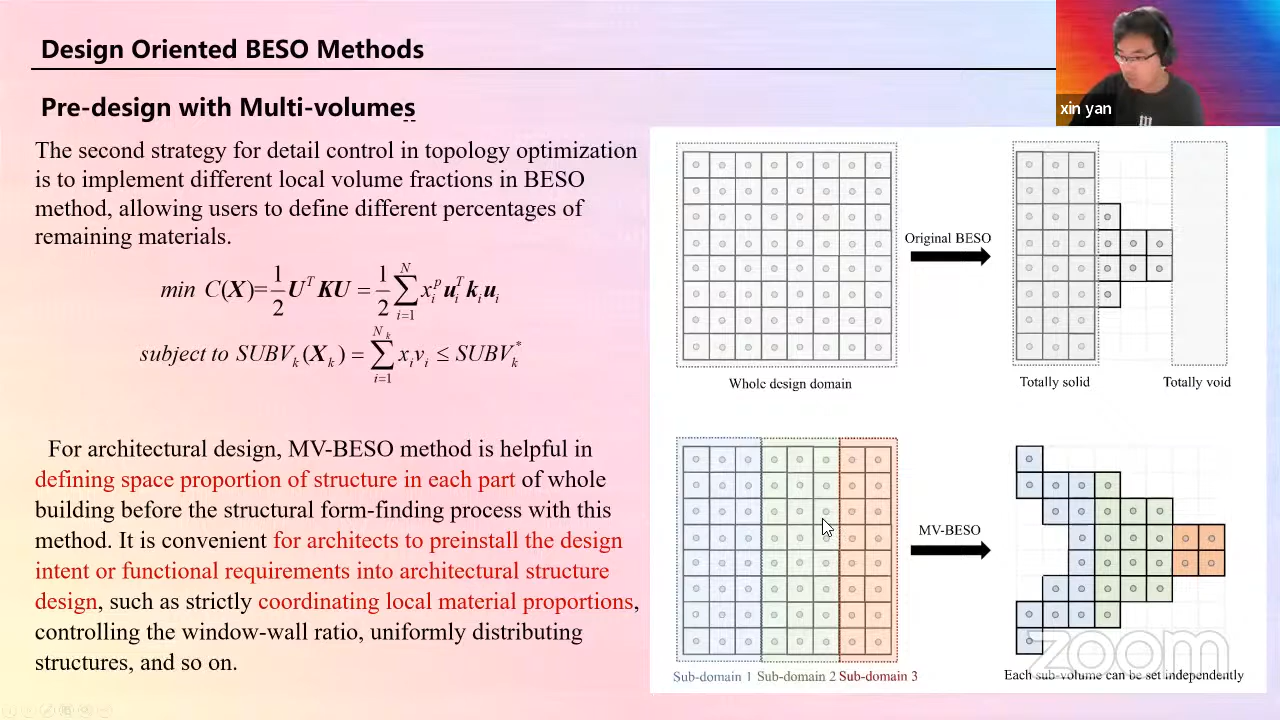 Design Oriented BESO Methods
xin yan
Pre-design with Multi-volumes
The second strategy for detail control in topology optimization
is to implement different local volume fractions in BESO
method, allowing users to define different percentages of
remaining materials.
min C(X)=1/2 U^T KU = 1/2 ∑_{i=1}^{N} x_i^p u_i^T k_i u_i
subject to SUBV_k (X_k) = ∑_{i=1}^{N_k} x_i v_i ≤ SUBV_k^*
For architectural design, MV-BESO method is helpful in
defining space proportion of structure in each part of whole
building before the structural form-finding process with this
method. It is convenient for architects to preinstall the design
intent or functional requirements into architectural structure
design, such as strictly coordinating local material proportions,
controlling the window-wall ratio, uniformly distributing
structures, and so on.
Original BESO
Whole design domain
Totally solid
Totally void
MV-BESO
Sub-domain 1 Sub-domain 2 Sub-domain 3
Each sub-volume can be set independently
zoom